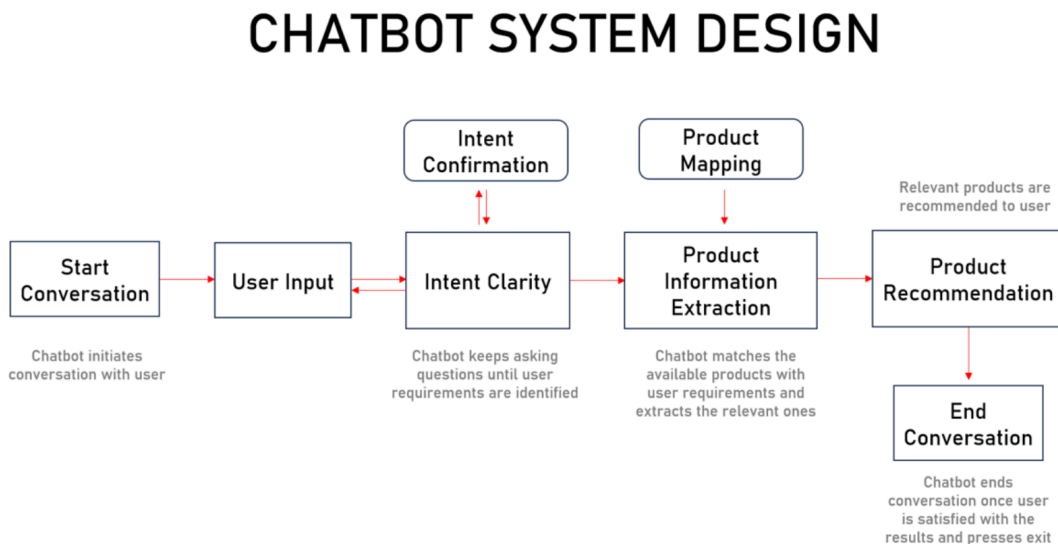 CHATBOT SYSTEM DESIGN
Intent
Confirmation
Product
Mapping
Relevant products are
recommended to user
Start
Conversation
User Input
Intent Clarity
Product
Information
Extraction
Product
Recommendation
Chatbot initiates
conversation with user
Chatbot keeps asking
questions until user
requirements are identified
Chatbot matches the
available products with
user requirements and
extracts the relevant ones
End
Conversation
Chatbot ends
conversation once user
is satisfied with the
results and presses exit